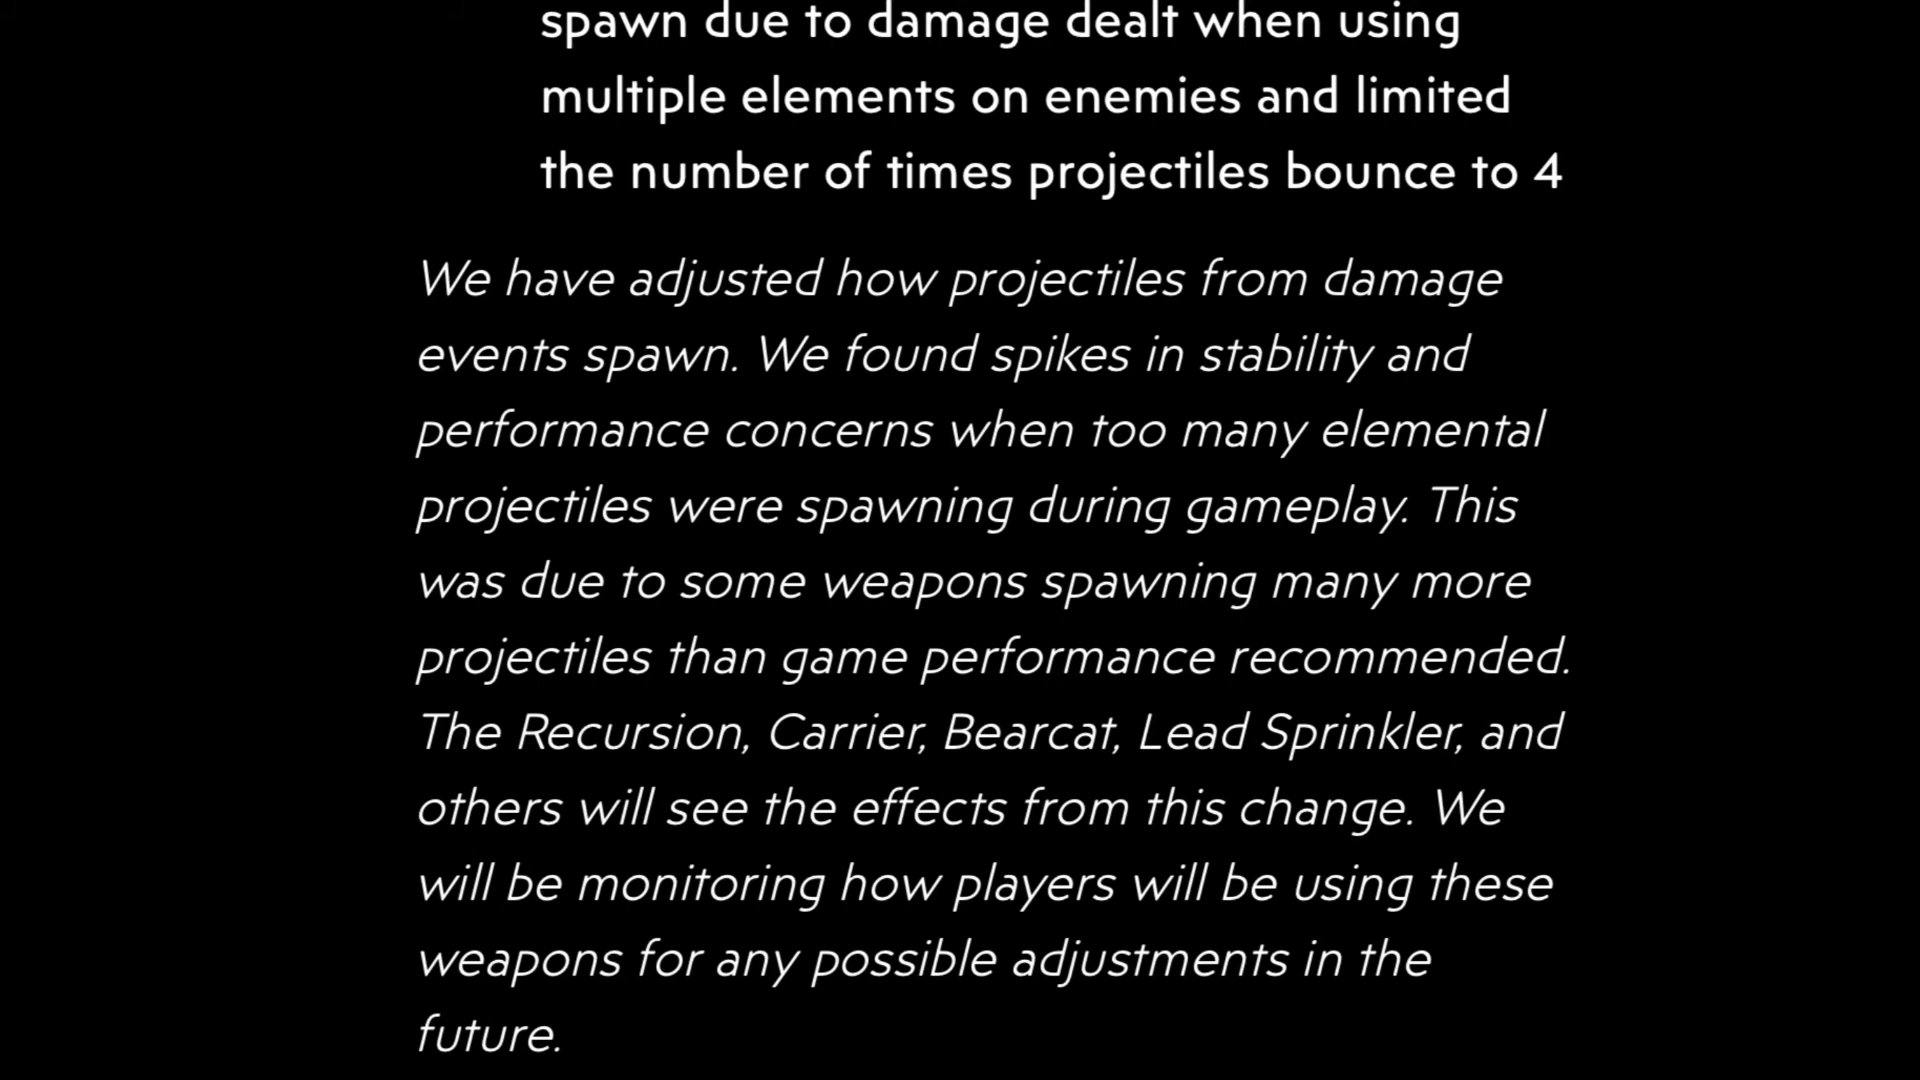 spawn due to damage dealt when using
multiple elements on enemies and limited
the number of times projectiles bounce to 4
We have adjusted how projectiles from damage
events spawn. We found spikes in stability and
performance concerns when too many elemental
projectiles were spawning during gameplay. This
was due to some weapons spawning many more
projectiles than game performance recommended.
The Recursion, Carrier, Bearcat, Lead Sprinkler, and
others will see the effects from this change. We
will be monitoring how players will be using these
weapons for any possible adjustments in the
future.